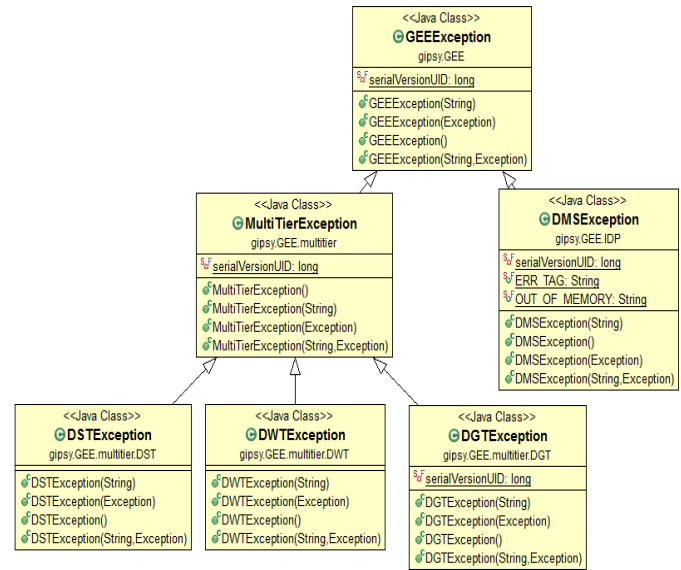 <<Java Class>>
GEEException
gipsy.GEE
serialVersionUID: long
GEEException(String)
GEEException(Exception)
GEEException()
GEEException(String,Exception)
<<Java Class>>
MultiTierException
gipsy.GEE.multitier
serialVersionUID: long
MultiTierException()
MultiTierException(String)
MultiTierException(Exception)
MultiTierException(String,Exception)
<<Java Class>>
DMSException
gipsy.GEE.IDP
serialVersionUID: long
ERR_TAG: String
OUT_OF_MEMORY: String
DMSException(String)
DMSException()
DMSException(Exception)
DMSException(String,Exception)
<<Java Class>>
DSTException
gipsy.GEE.multitier.DST
DSTException(String)
DSTException(Exception)
DSTException()
DSTException(String,Exception)
<<Java Class>>
DWTException
gipsy.GEE.multitier.DWT
DWTException(String)
DWTException(Exception)
DWTException()
DWTException(String,Exception)
<<Java Class>>
DGTException
gipsy.GEE.multitier.DGT
serialVersionUID: long
DGTException(String)
DGTException(Exception)
DGTException()
DGTException(String,Exception)